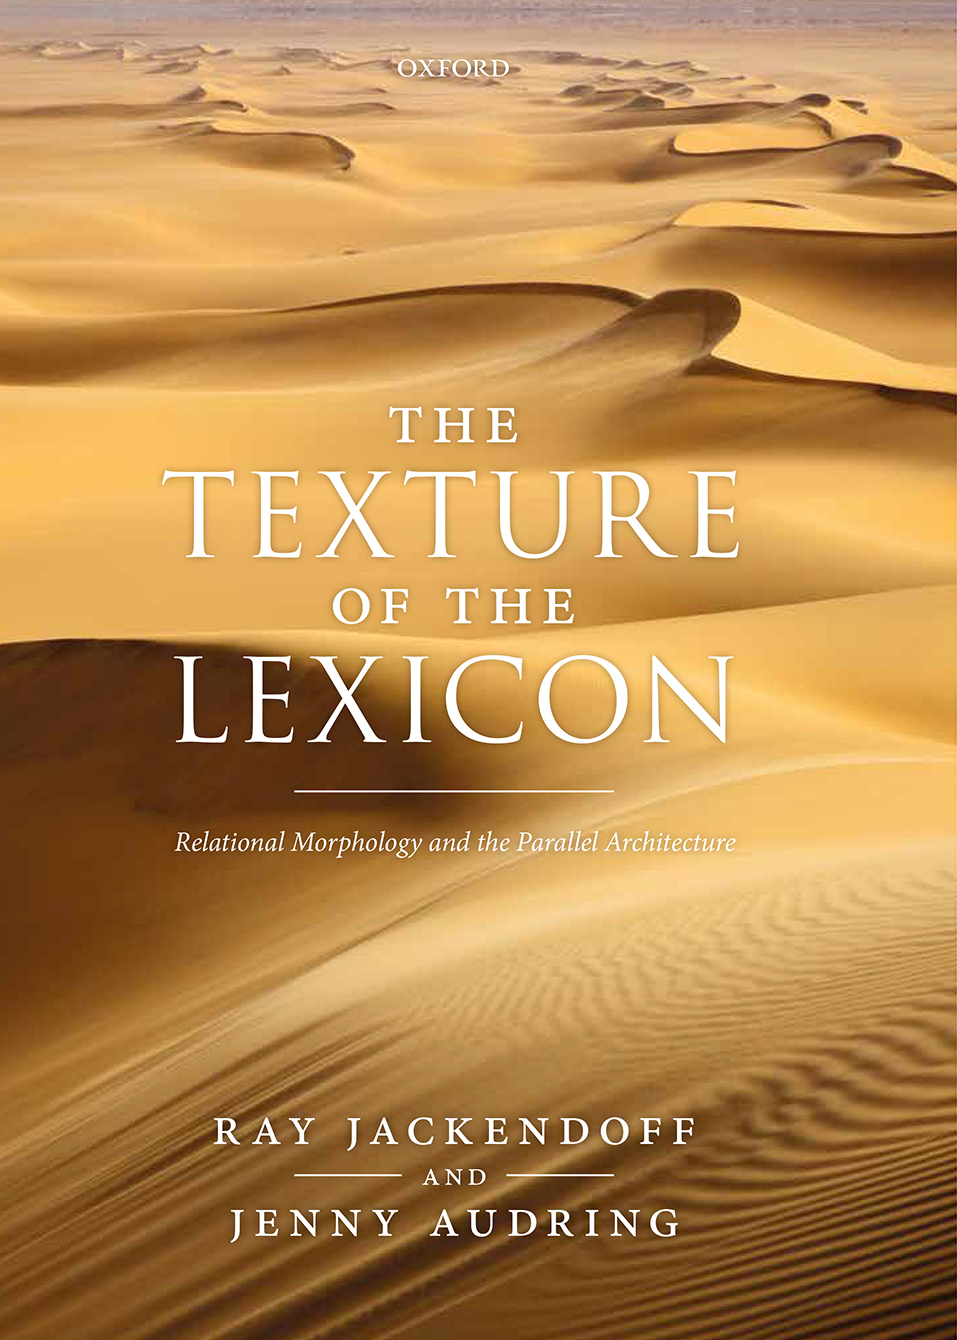 OXFORD
THE
TEXTURE
OF THE
LEXICON
Relational Morphology and the Parallel Architecture
RAY JACKENDOFF
AND
JENNY AUDRING